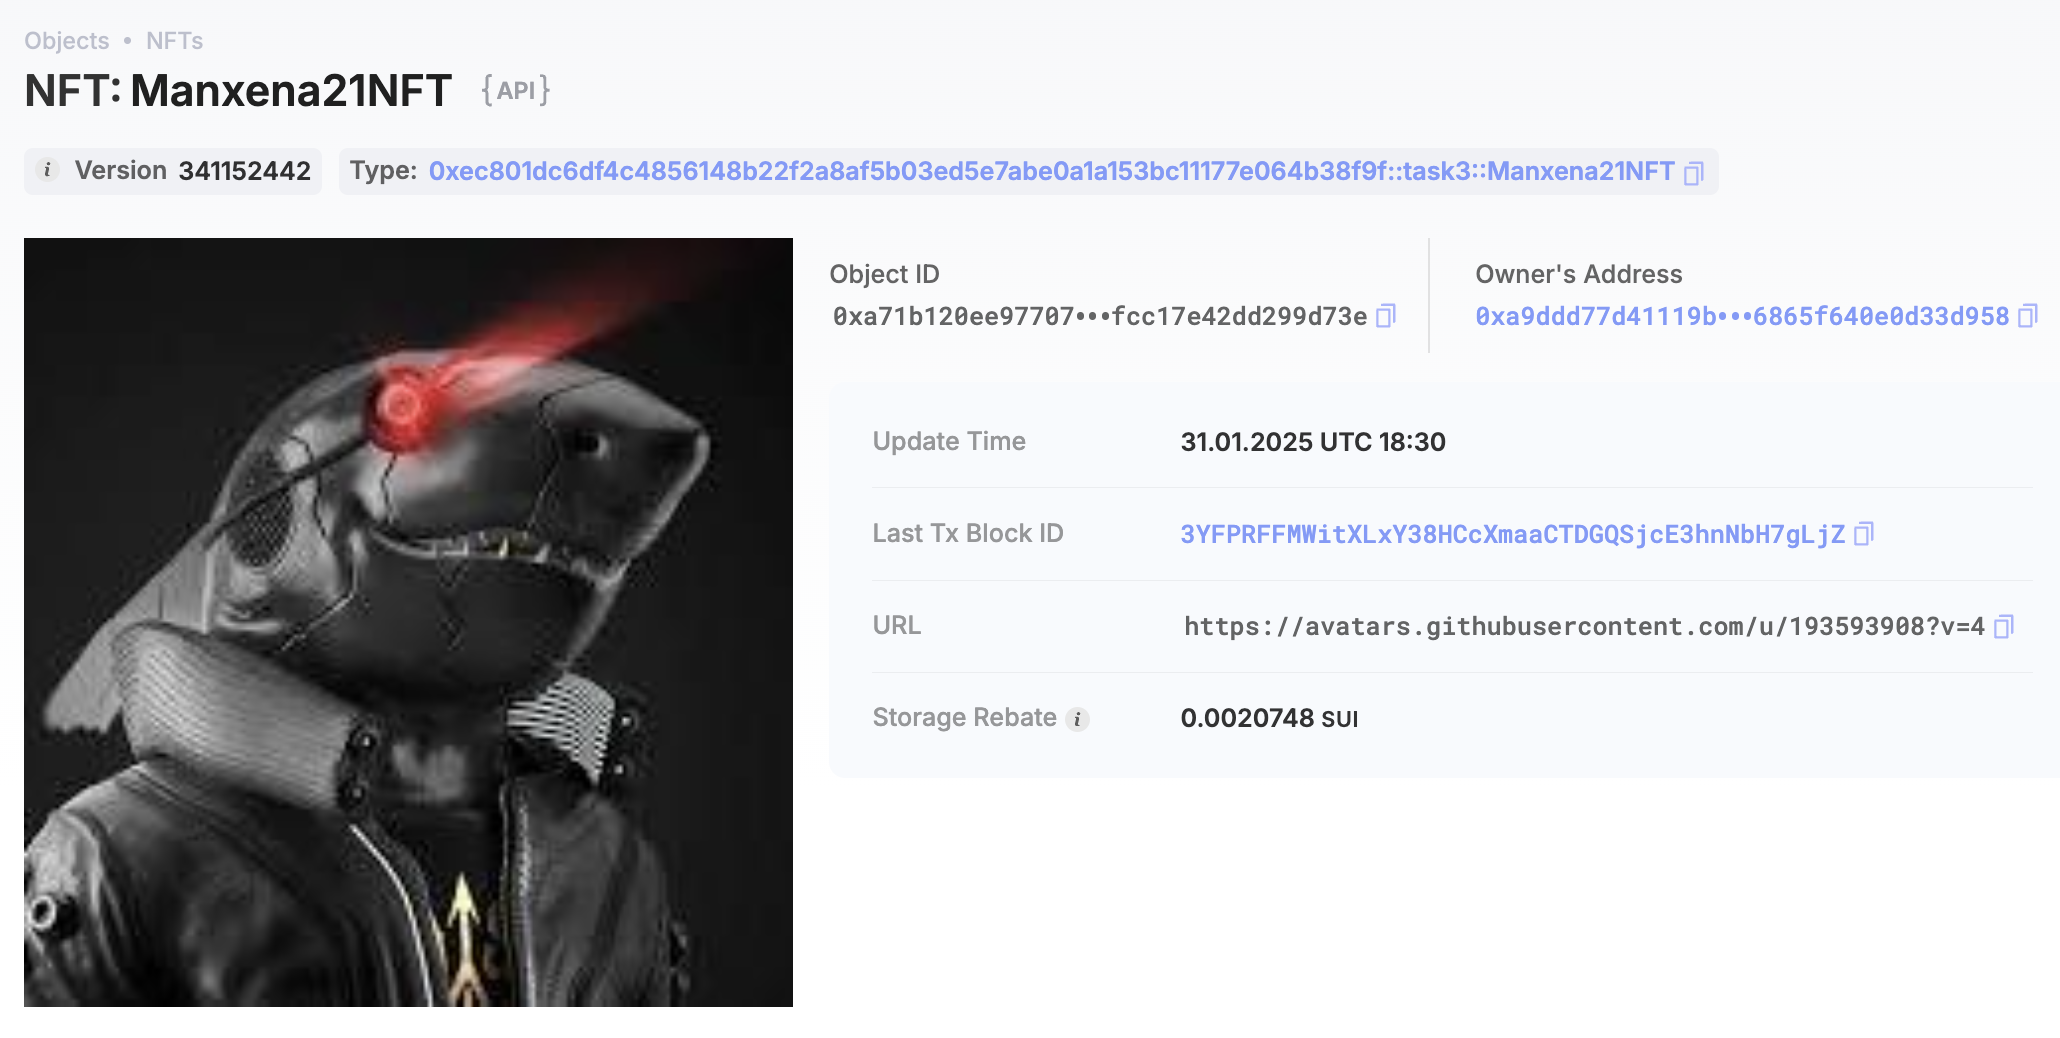 Objects • NFTs
NFT: Manxena21NFT {API}
i Version 341152442 Type: 0xec801dc6df4c4856148b22f2a8af5b03ed5e7abe0a1a153bc11177e064b38f9f::task3::Manxena21NFT
Object ID Owner's Address
0xa71b120ee97707•••fcc17e42dd299d73e 0xa9ddd77d41119b•••6865f640e0d33d958
Update Time 31.01.2025 UTC 18:30
Last Tx Block ID 3YFPRFFMWitXLxY38HCcXmaaCTDGQSjcE3hnNbH7gLjZ
URL https://avatars.githubusercontent.com/u/193593908?v=4
Storage Rebate i 0.0020748 SUI